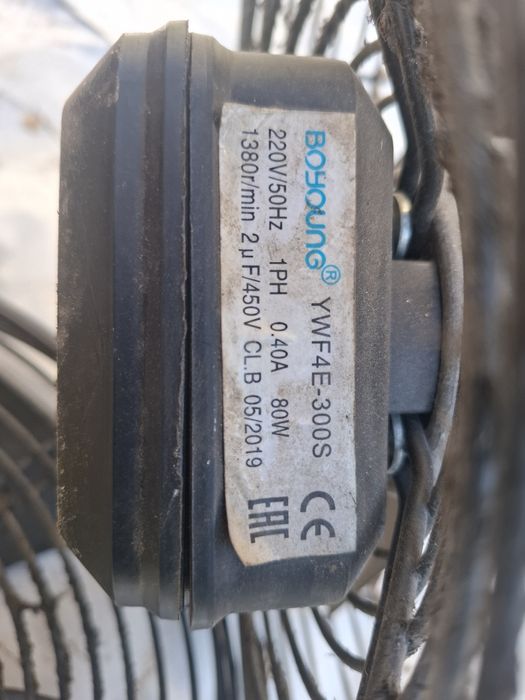 BOYOUNG® YWF4E-300S
220V/50Hz 1PH 0.40A 80W
1380r/min 2μF/450V CL.B 05/2019
CE
EAC